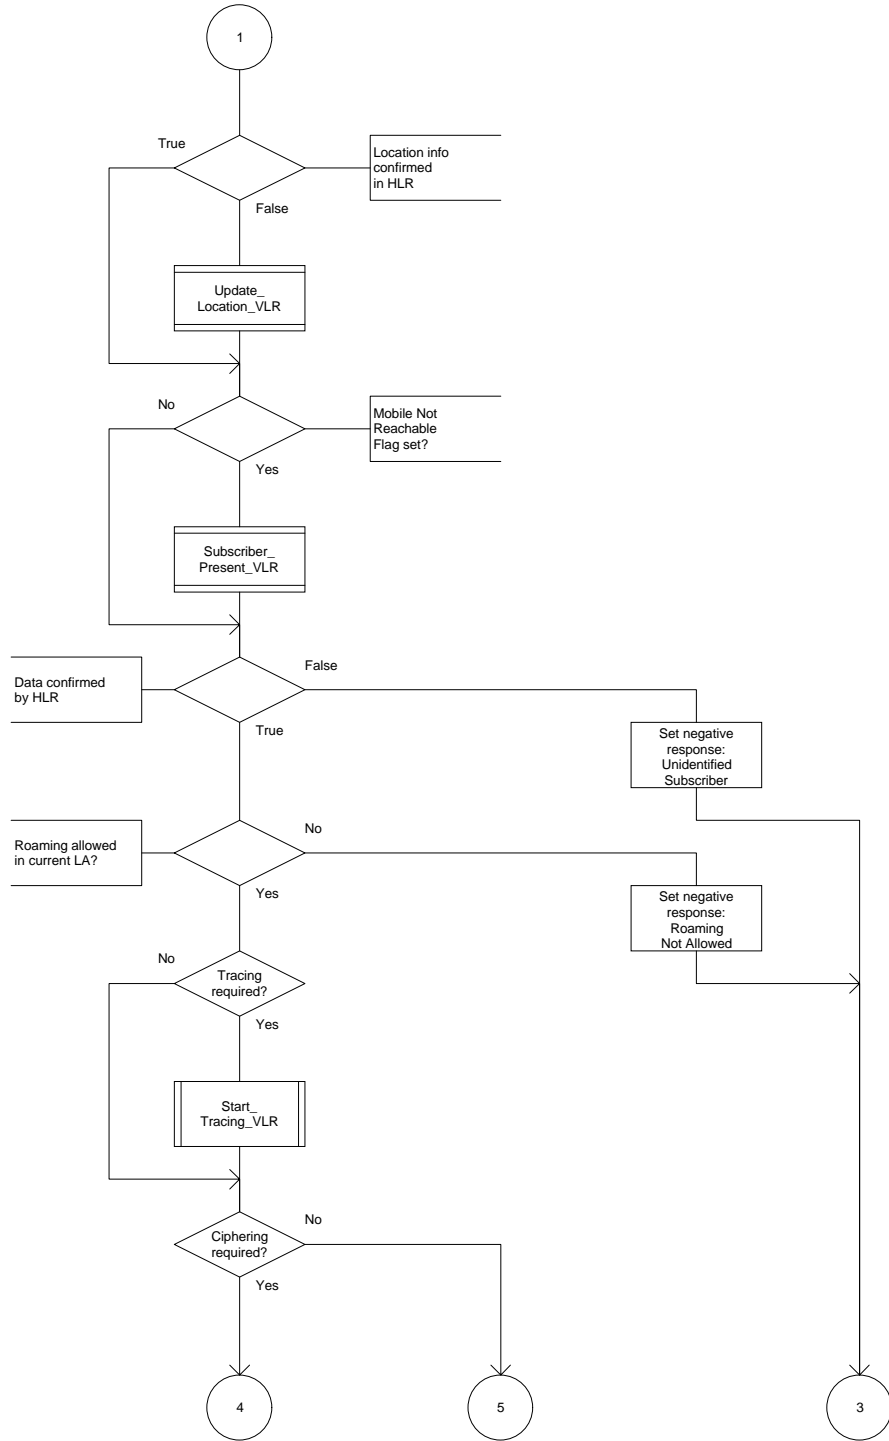 1
True
Location info
confirmed
in HLR
False
Update_
Location_VLR
No
Mobile Not
Reachable
Flag set?
Yes
Subscriber_
Present_VLR
False
Data confirmed
by HLR
True
Set negative
response:
Unidentified
Subscriber
No
Roaming allowed
in current LA?
Yes
Set negative
response:
Roaming
Not Allowed
No
Tracing
required?
Yes
Start_
Tracing_VLR
No
Ciphering
required?
Yes
4
5
3